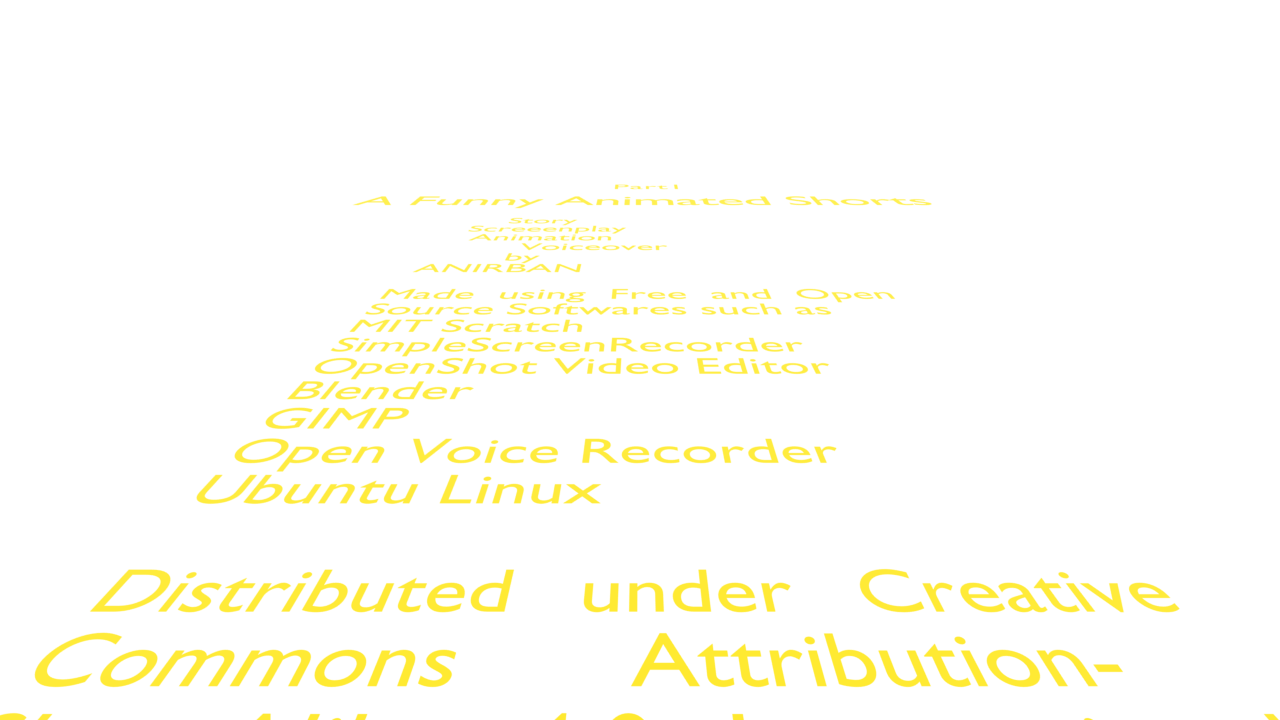 Part1
A Funny Animated Shorts
Story
Screeenplay
Animation
Voiceover
by
ANIRBAN
Made using Free and Open
Source Softwares such as
MIT Scratch
SimpleScreenRecorder
OpenShot Video Editor
Blender
GIMP
Open Voice Recorder
Ubuntu Linux
Distributed under Creative
Commons Attribution-